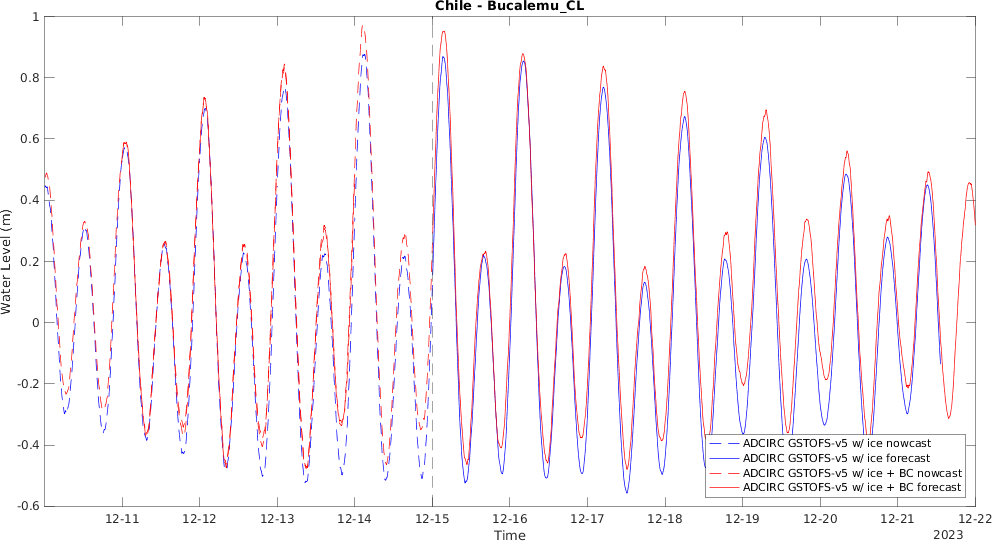 Chile - Bucalemu_CL
1
0.8
0.6
0.4
0.2
0
-0.2
-0.4
-0.6
Water Level (m)
ADCIRC GSTOFS-v5 w/ ice nowcast
ADCIRC GSTOFS-v5 w/ ice forecast
ADCIRC GSTOFS-v5 w/ ice + BC nowcast
ADCIRC GSTOFS-v5 w/ ice + BC forecast
12-11 12-12 12-13 12-14 12-15 12-16 12-17 12-18 12-19 12-20 12-21 12-22
Time
2023